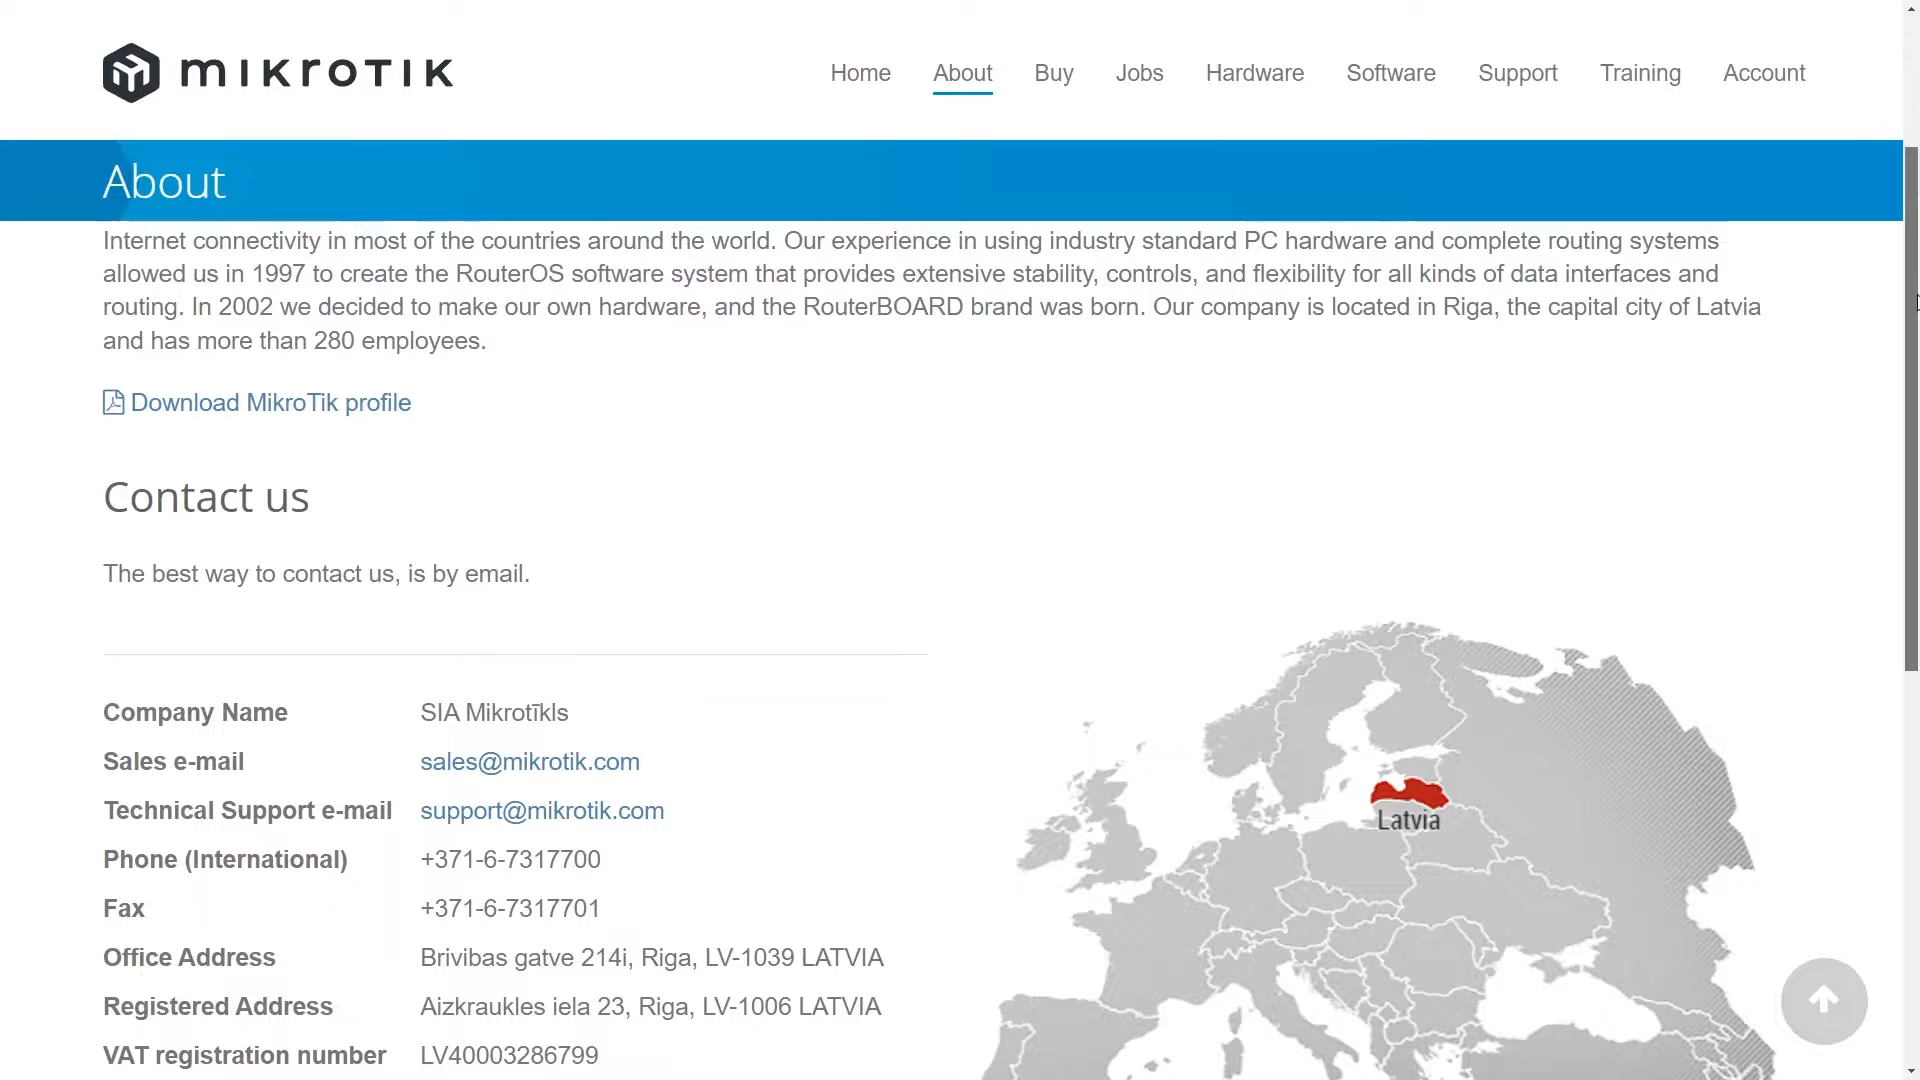 mikrotik
Home About Buy Jobs Hardware Software Support Training Account
About
Internet connectivity in most of the countries around the world. Our experience in using industry standard PC hardware and complete routing systems
allowed us in 1997 to create the RouterOS software system that provides extensive stability, controls, and flexibility for all kinds of data interfaces and
routing. In 2002 we decided to make our own hardware, and the RouterBOARD brand was born. Our company is located in Riga, the capital city of Latvia
and has more than 280 employees.
Download MikroTik profile
Contact us
The best way to contact us, is by email.
Company Name SIA Mikrotīkls
Sales e-mail sales@mikrotik.com
Technical Support e-mail support@mikrotik.com
Phone (International) +371-6-7317700
Fax +371-6-7317701
Office Address Brivibas gatve 214i, Riga, LV-1039 LATVIA
Registered Address Aizkraukles iela 23, Riga, LV-1006 LATVIA
VAT registration number LV40003286799
Latvia